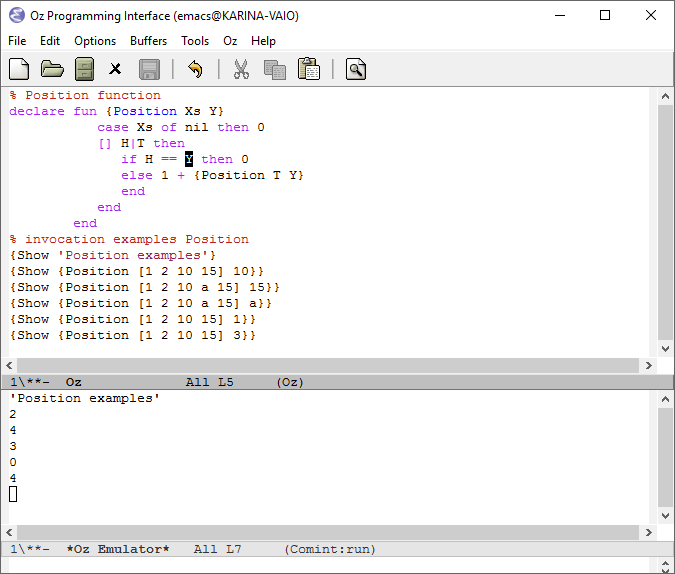 Oz Programming Interface (emacs@KARINA-VAIO)
File Edit Options Buffers Tools Oz Help
% Position function
declare fun {Position Xs Y}
           case Xs of nil then 0
           [] H|T then
              if H == Y then 0
              else 1 + {Position T Y}
              end
           end
        end
% invocation examples Position
{Show 'Position examples'}
{Show {Position [1 2 10 15] 10}}
{Show {Position [1 2 10 a 15] 15}}
{Show {Position [1 2 10 a 15] a}}
{Show {Position [1 2 10 15] 1}}
{Show {Position [1 2 10 15] 3}}
1\**-  Oz             All L5     (Oz)
'Position examples'
2
4
3
0
4
1\**-  *Oz Emulator*   All L7     (Comint:run)